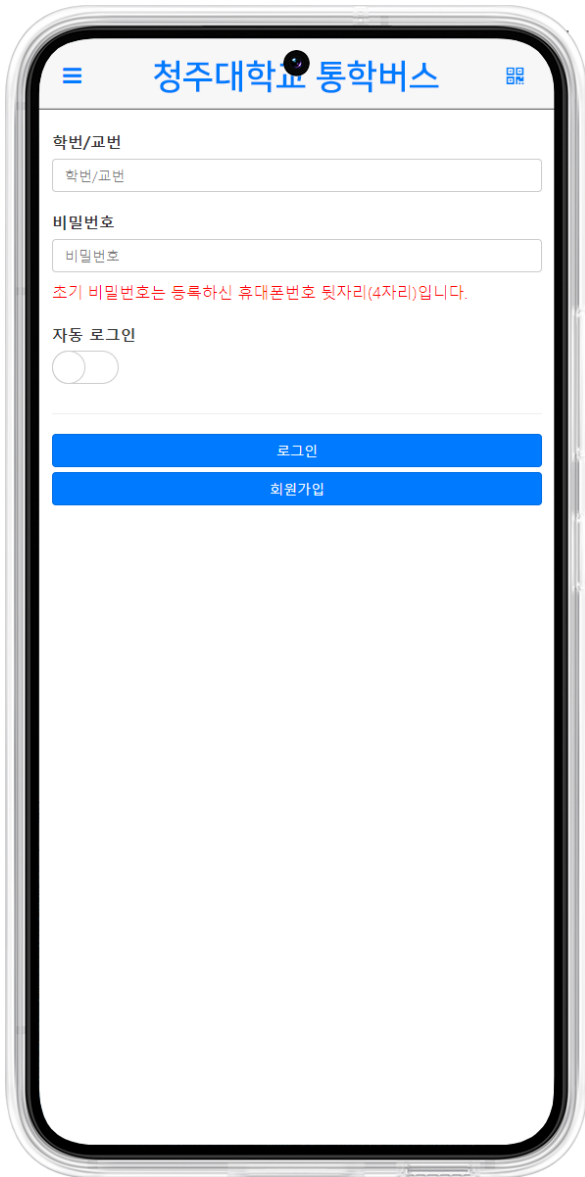 청주대학교 통학버스
학번/교번
학번/교번
비밀번호
비밀번호
초기 비밀번호는 등록하신 휴대폰번호 뒷자리(4자리)입니다.
자동 로그인
로그인
회원가입